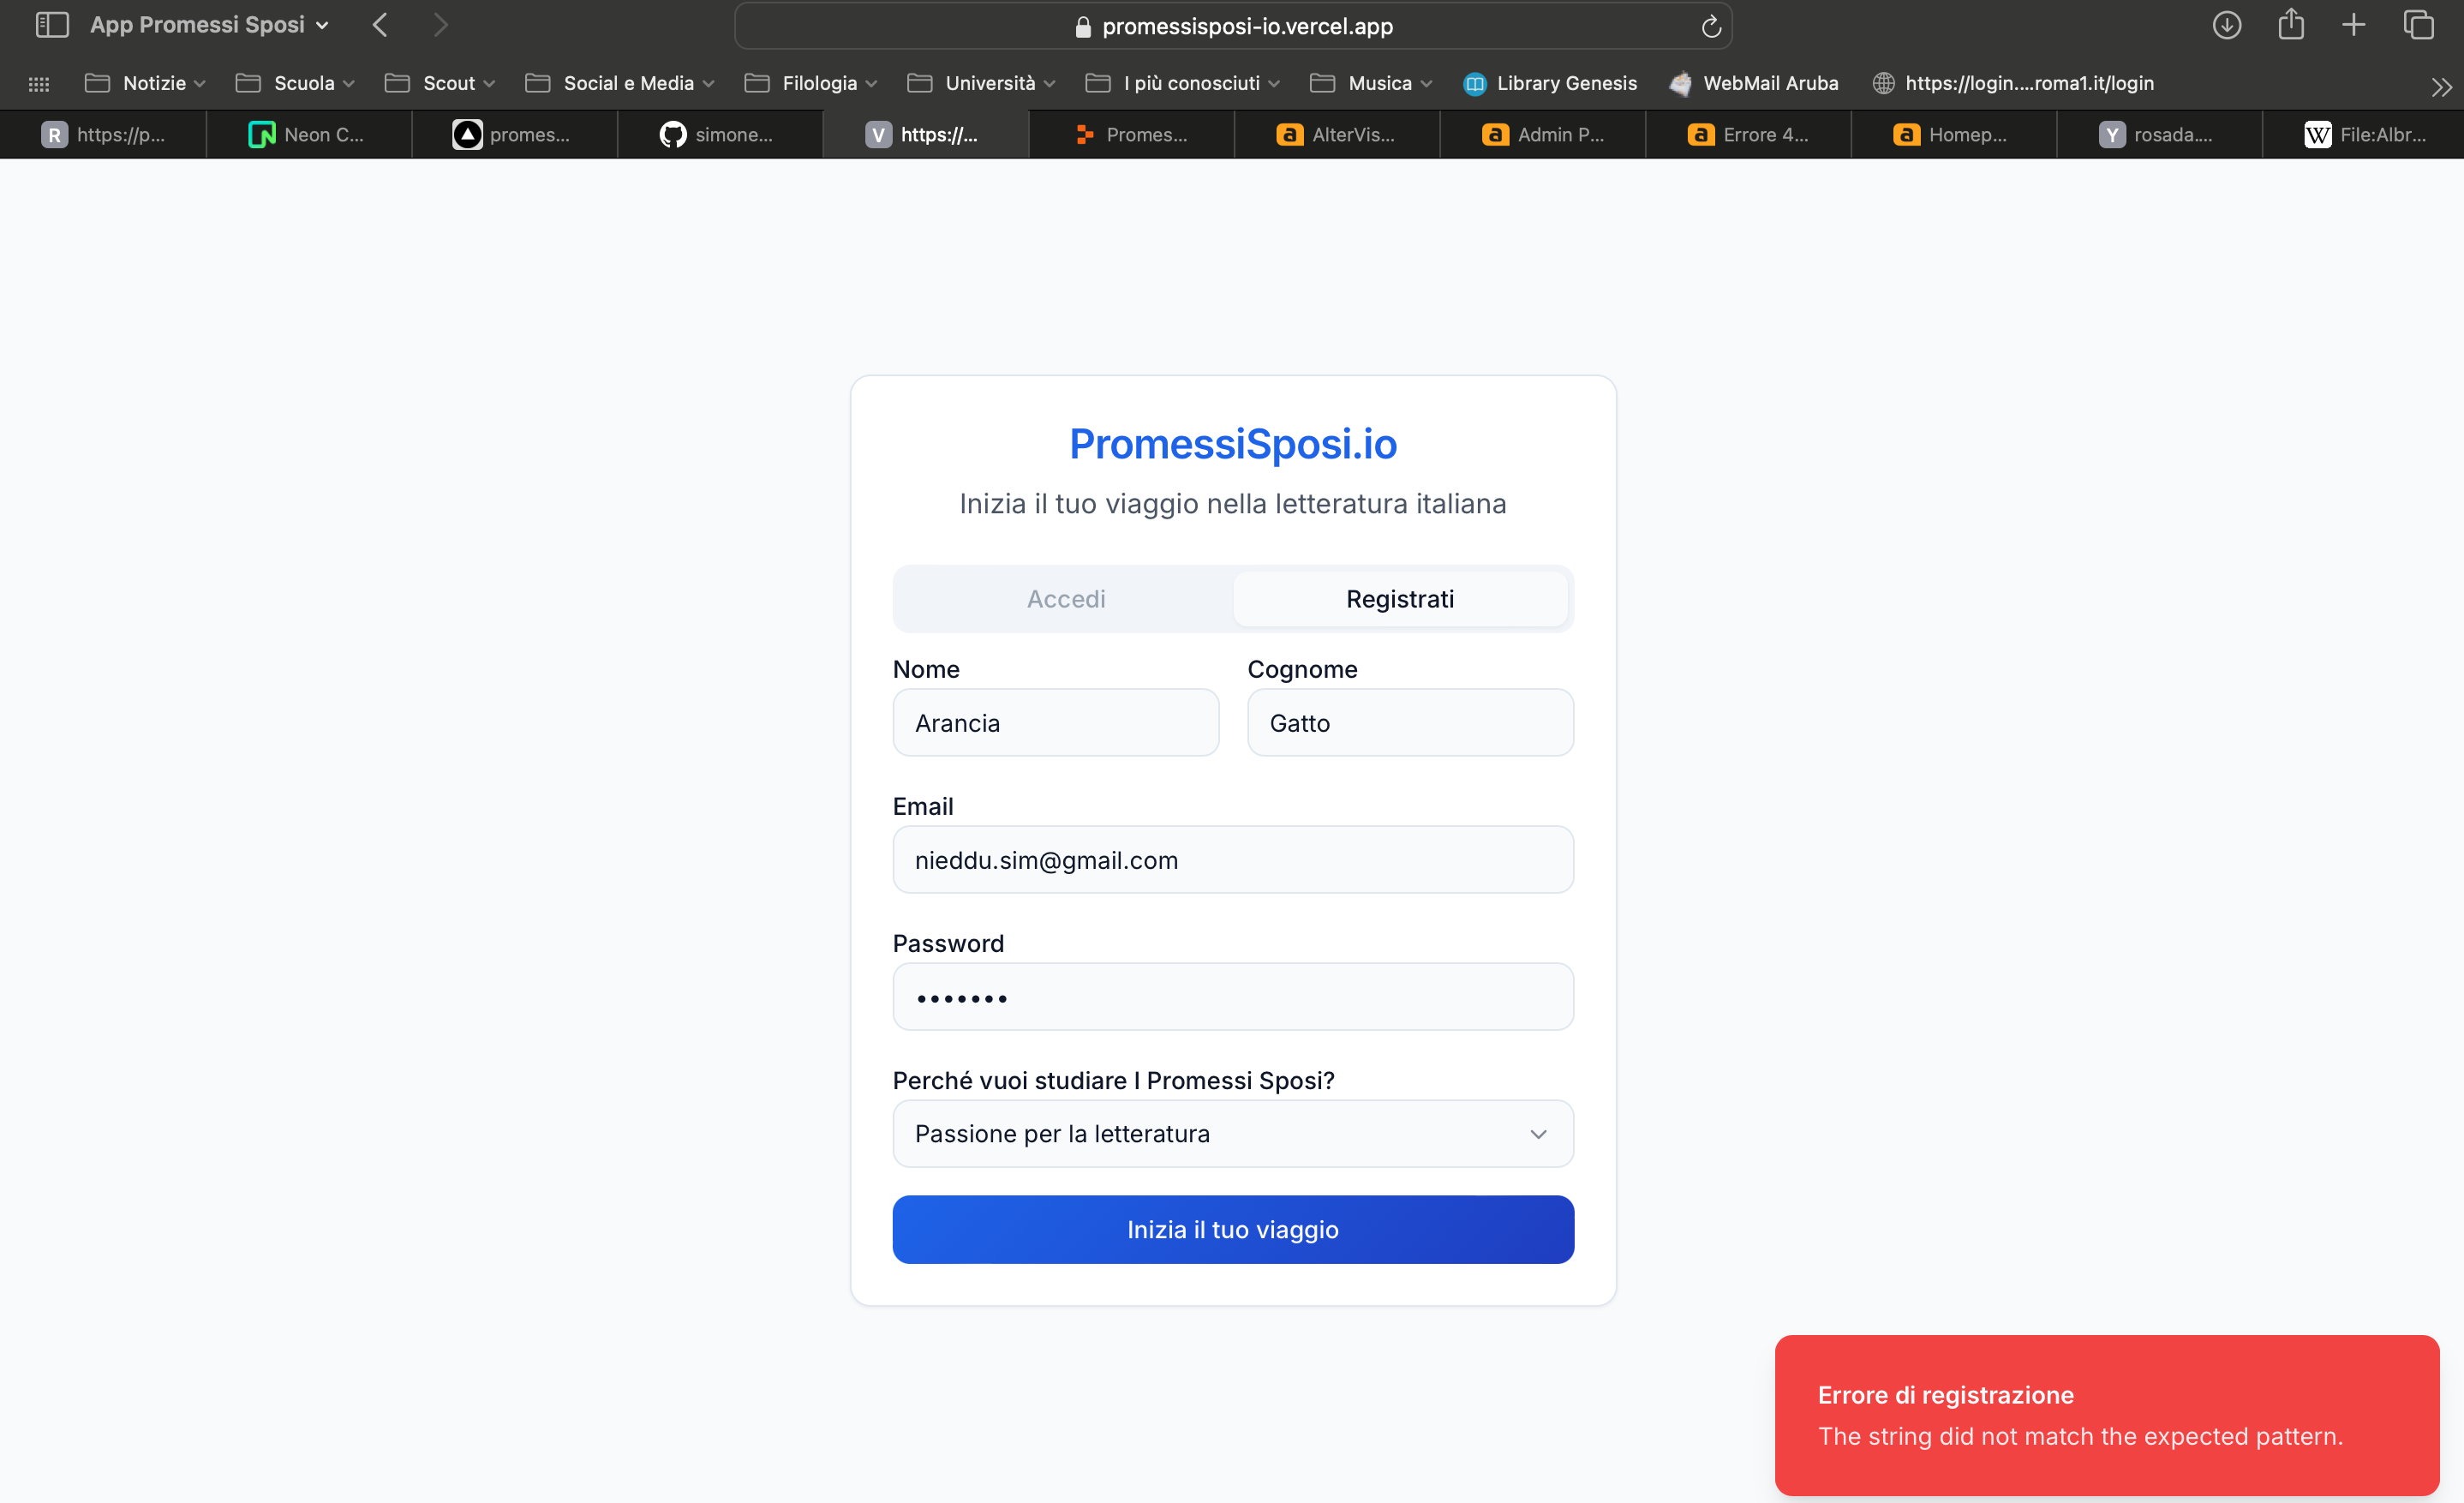 App Promessi Sposi
promessisposi-io.vercel.app
Notizie Scuola Scout Social e Media Filologia Università I più conosciuti Musica Library Genesis WebMail Aruba https://login....roma1.it/login
R https://p... Neon C... promes... simone... V https://... Promes... a AlterVis... a Admin P... a Errore 4... a Homep... Y rosada.... W File:Albr...
PromessiSposi.io
Inizia il tuo viaggio nella letteratura italiana
Accedi Registrati
Nome Cognome
Arancia Gatto
Email
nieddu.sim@gmail.com
Password
•••••••
Perché vuoi studiare I Promessi Sposi?
Passione per la letteratura
Inizia il tuo viaggio
Errore di registrazione
The string did not match the expected pattern.